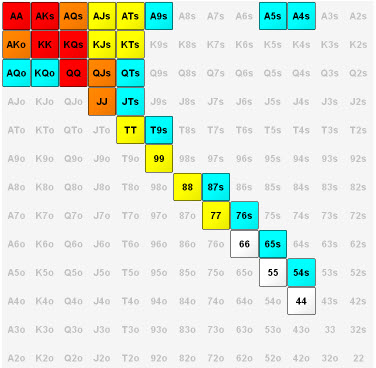 AA AKs AQs AJs ATs A9s A8s A7s A6s A5s A4s A3s A2s
AKo KK KQs KJs KTs K9s K8s K7s K6s K5s K4s K3s K2s
AQo KQo QQ QJs QTs Q9s Q8s Q7s Q6s Q5s Q4s Q3s Q2s
AJo KJo QJo JJ JTs J9s J8s J7s J6s J5s J4s J3s J2s
ATo KTo QTo JTo TT T9s T8s T7s T6s T5s T4s T3s T2s
A9o K9o Q9o J9o T9o 99 98s 97s 96s 95s 94s 93s 92s
A8o K8o Q8o J8o T8o 98o 88 87s 86s 85s 84s 83s 82s
A7o K7o Q7o J7o T7o 97o 87o 77 76s 75s 74s 73s 72s
A6o K6o Q6o J6o T6o 96o 86o 76o 66 65s 64s 63s 62s
A5o K5o Q5o J5o T5o 95o 85o 75o 65o 55 54s 53s 52s
A4o K4o Q4o J4o T4o 94o 84o 74o 64o 54o 44 43s 42s
A3o K3o Q3o J3o T3o 93o 83o 73o 63o 53o 43o 33 32s
A2o K2o Q2o J2o T2o 92o 82o 72o 62o 52o 42o 32o 22